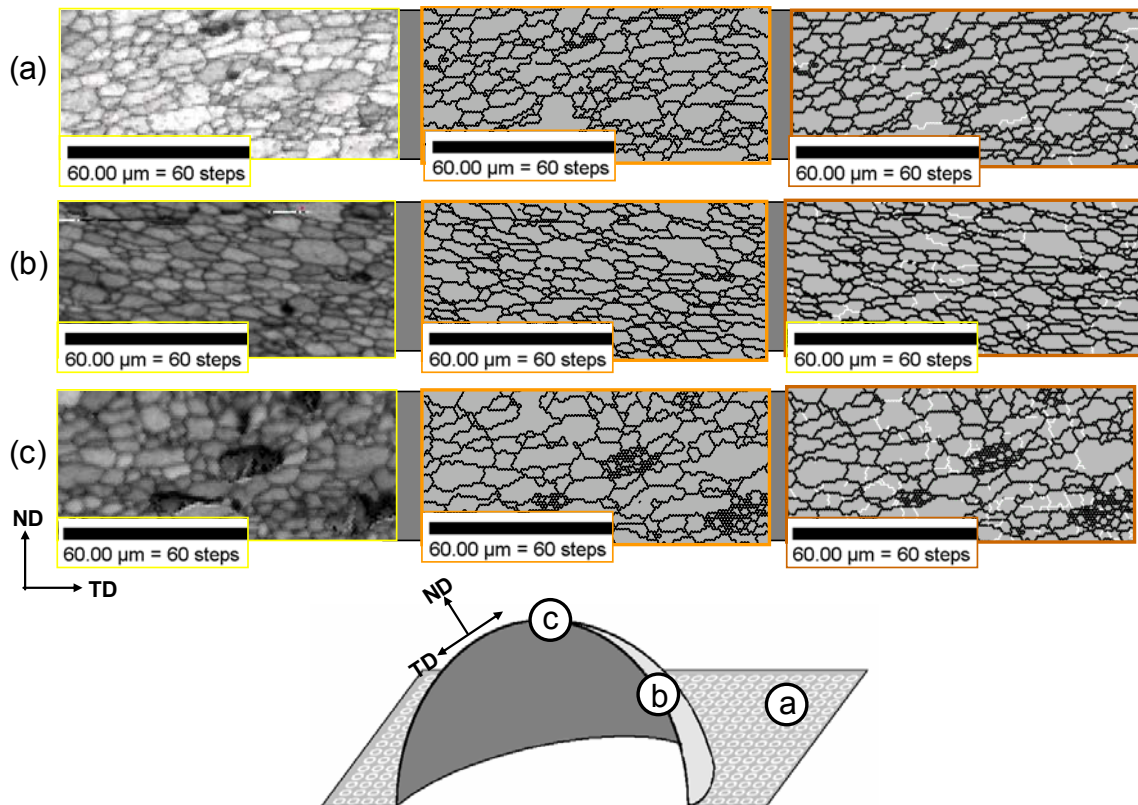 (a)
60.00 µm = 60 steps
60.00 µm = 60 steps
60.00 µm = 60 steps
(b)
60.00 µm = 60 steps
60.00 µm = 60 steps
60.00 µm = 60 steps
(c)
60.00 µm = 60 steps
60.00 µm = 60 steps
60.00 µm = 60 steps
ND
TD
ND
TD
c
b
a